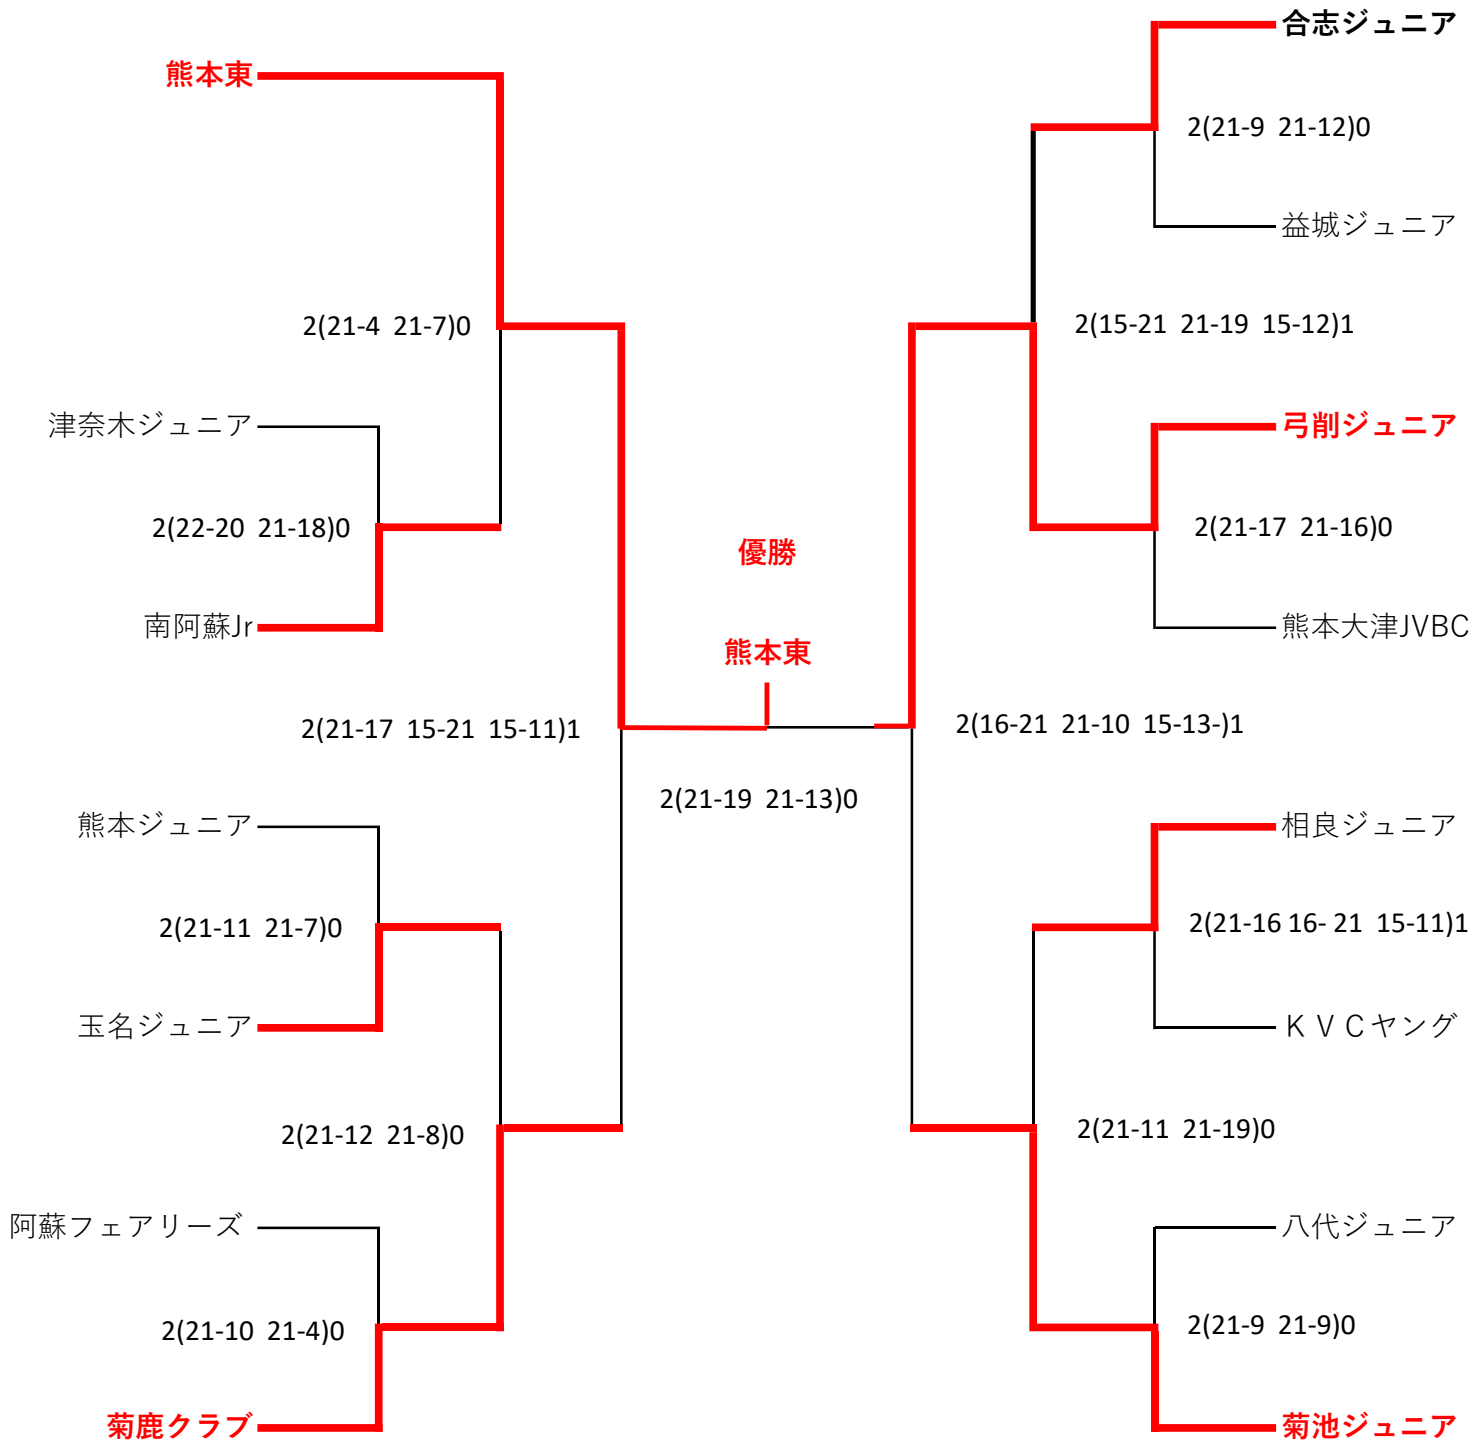 合志ジュニア
熊本東
2(21-9 21-12)0
益城ジュニア
2(21-4 21-7)0
2(15-21 21-19 15-12)1
津奈木ジュニア
弓削ジュニア
2(22-20 21-18)0
2(21-17 21-16)0
優勝
南阿蘇Jr
熊本大津JVBC
熊本東
2(21-17 15-21 15-11)1
2(16-21 21-10 15-13-)1
2(21-19 21-13)0
熊本ジュニア
相良ジュニア
2(21-11 21-7)0
2(21-16 16- 21 15-11)1
玉名ジュニア
ＫＶＣヤング
2(21-12 21-8)0
2(21-11 21-19)0
阿蘇フェアリーズ
八代ジュニア
2(21-10 21-4)0
2(21-9 21-9)0
菊鹿クラブ
菊池ジュニア